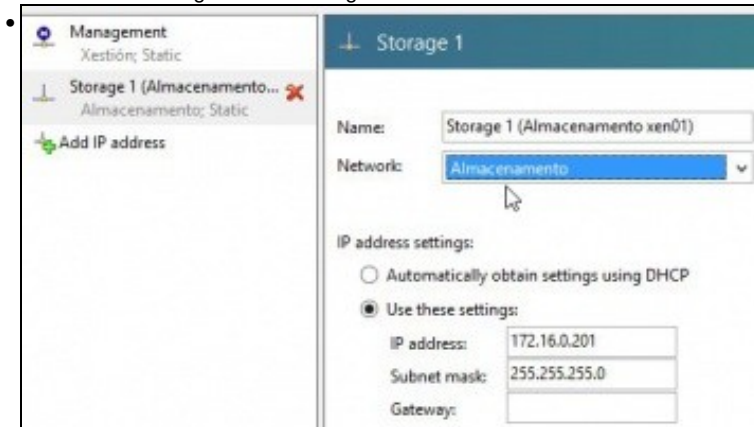 Management
Xestión; Static
Storage 1 (Almacenamento...
Almacenamento; Static
Add IP address
Storage 1
Name: Storage 1 (Almacenamento xen01)
Network: Almacenamento
IP address settings:
Automatically obtain settings using DHCP
Use these settings:
IP address: 172.16.0.201
Subnet mask: 255.255.255.0
Gateway: